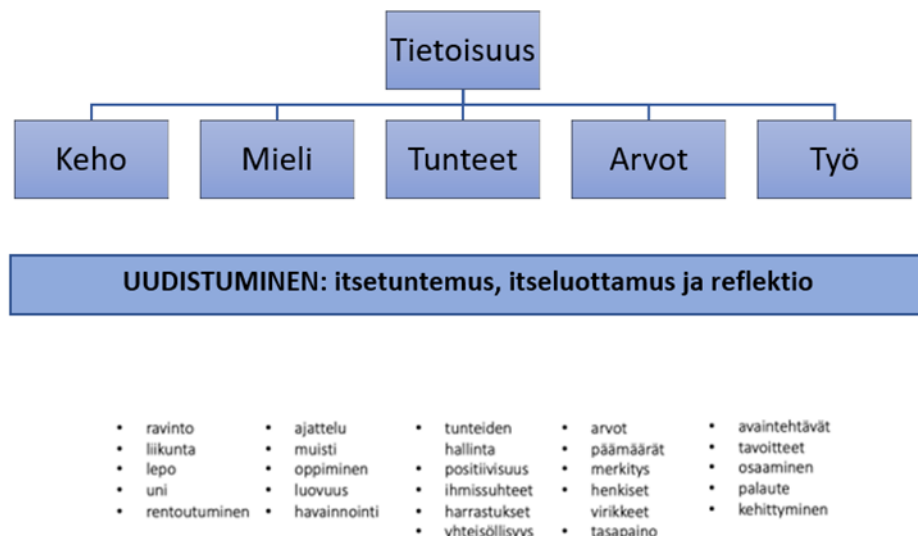 Tietoisuus
Keho
Mieli
Tunteet
Arvot
Työ
UUDISTUMINEN: itsetuntemus, itseluottamus ja reflektio
• ravinto
• liikunta
• lepo
• uni
• rentoutuminen
• ajattelu
• muisti
• oppiminen
• luovuus
• havainnointi
• tunteiden
hallinta
• positiivisuus
• ihmissuhteet
• harrastukset
• yhteisöllisyys
• arvot
• päämäärät
• merkitys
• henkiset
virikkeet
• tasapaino
• avaintehtävät
• tavoitteet
• osaaminen
• palaute
• kehittyminen